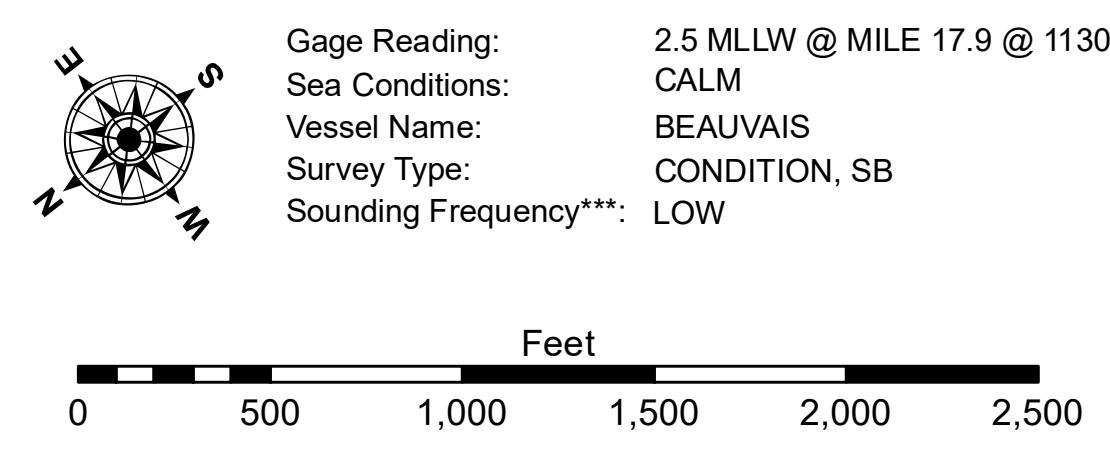 E
S
N
W
Gage Reading: 2.5 MLLW @ MILE 17.9 @ 1130
Sea Conditions: CALM
Vessel Name: BEAUVAIS
Survey Type: CONDITION, SB
Sounding Frequency***: LOW
Feet
0 500 1,000 1,500 2,000 2,500